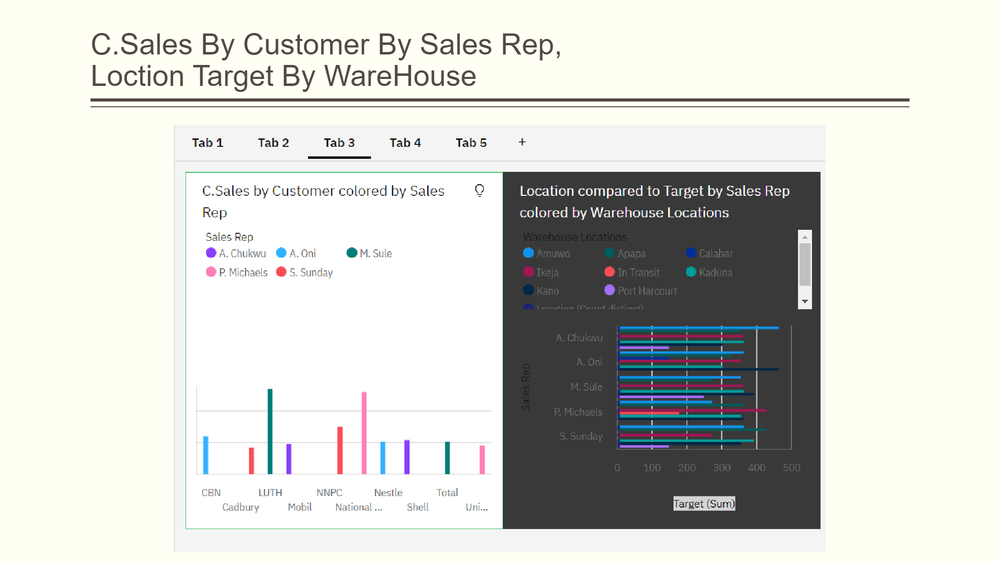 C.Sales By Customer By Sales Rep,
Loction Target By WareHouse
Tab 1 Tab 2 Tab 3 Tab 4 Tab 5 +
C.Sales by Customer colored by Sales
Rep
Sales Rep
A. Chukwu A. Oni M. Sule
P. Michaels S. Sunday
CBN LUTH NNPC Nestle Total
Cadbury Mobil National ... Shell Uni...
Location compared to Target by Sales Rep
colored by Warehouse Locations
Warehouse Locations
Amuwo Apapa Calabar
Ikeja In Transit Kaduna
Kano Port Harcourt
Location (Count distinct)
Sales Rep
A. Chukwu
A. Oni
M. Sule
P. Michaels
S. Sunday
0 100 200 300 400 500
Target (Sum)